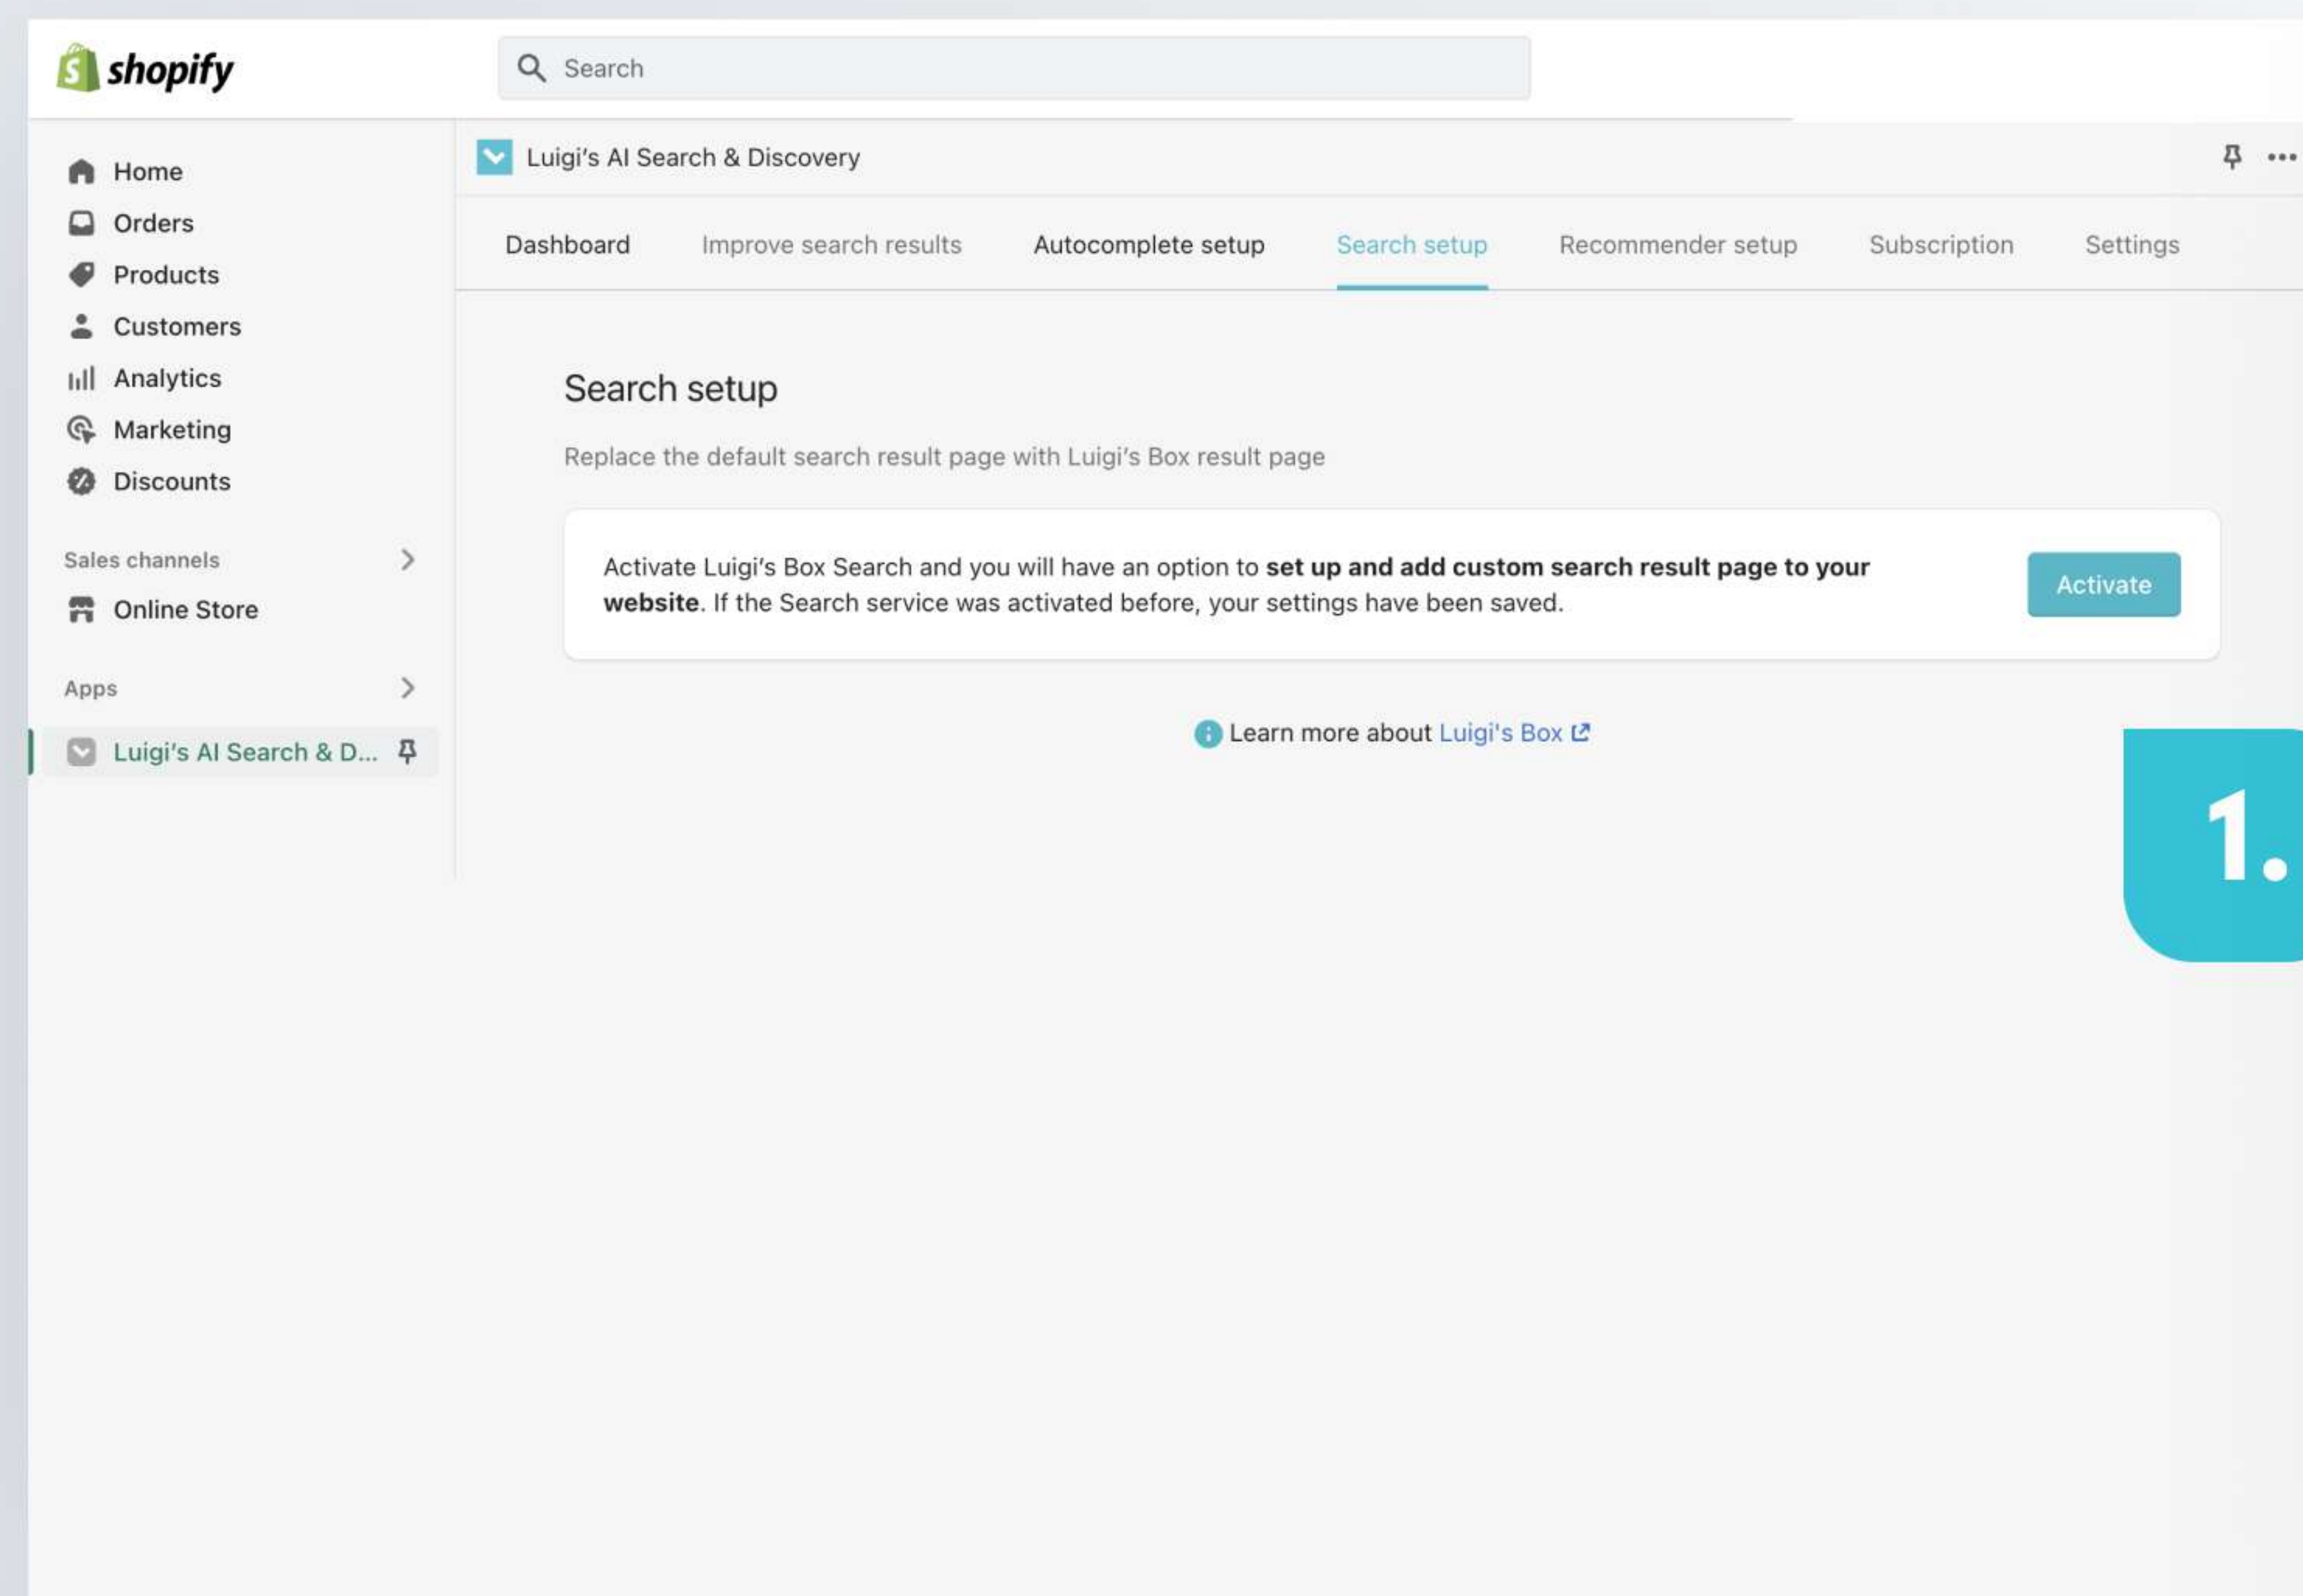 shopify
Search
Home
Orders
Products
Customers
Analytics
Marketing
Discounts
Sales channels
Online Store
Apps
Luigi's AI Search & D...
Luigi's AI Search & Discovery
Dashboard Improve search results Autocomplete setup Search setup Recommender setup Subscription Settings
Search setup
Replace the default search result page with Luigi's Box result page
Activate Luigi's Box Search and you will have an option to set up and add custom search result page to your
website. If the Search service was activated before, your settings have been saved.
Activate
Learn more about Luigi's Box
1.